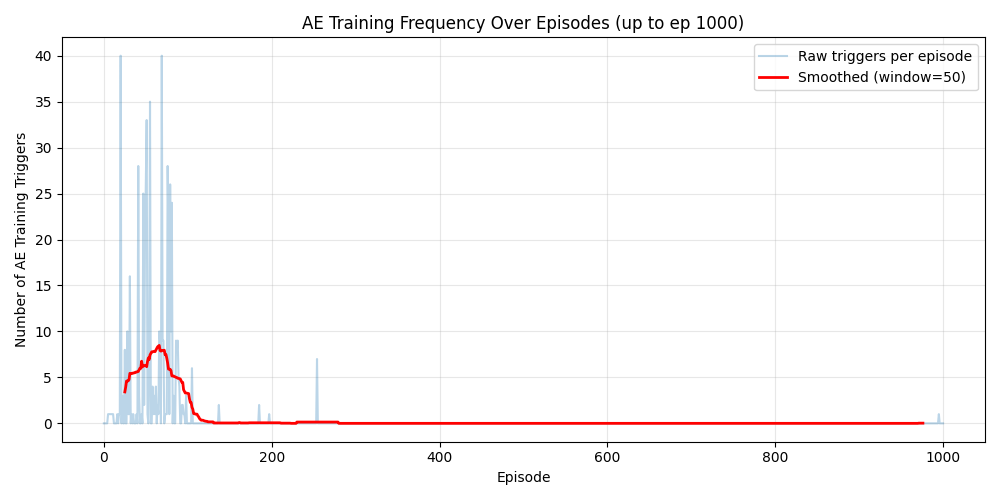 AE Training Frequency Over Episodes (up to ep 1000)
Raw triggers per episode
Smoothed (window=50)
Number of AE Training Triggers
40
35
30
25
20
15
10
5
0
0 200 400 600 800 1000
Episode